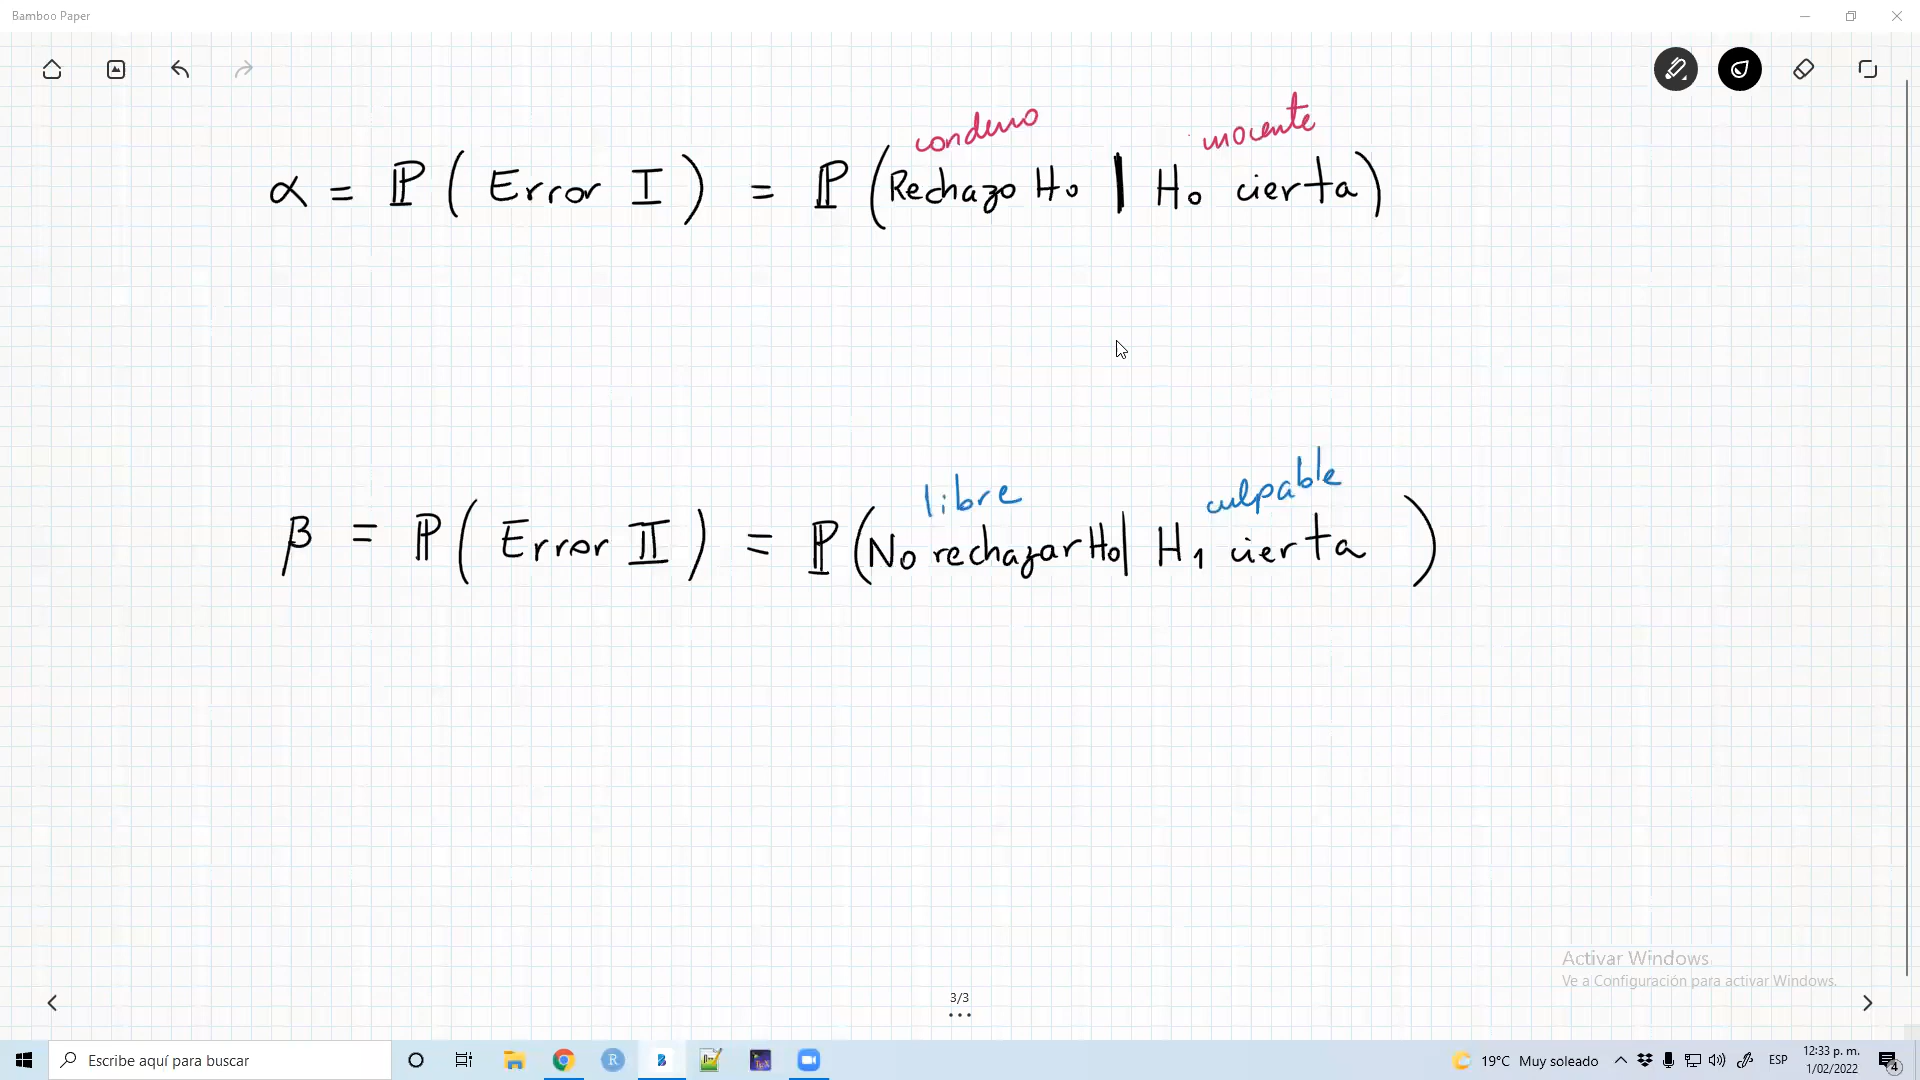 Bamboo Paper
condeno inocente
α = ℙ ( Error I ) = ℙ ( Rechazo H₀ | H₀ cierta )
libre culpable
β = ℙ ( Error II ) = ℙ ( No rechazar H₀ | H₁ cierta )
Activar Windows
Ve a Configuración para activar Windows.
3/3
Escribe aquí para buscar
19°C Muy soleado
ESP
12:33 p. m.
1/02/2022
4